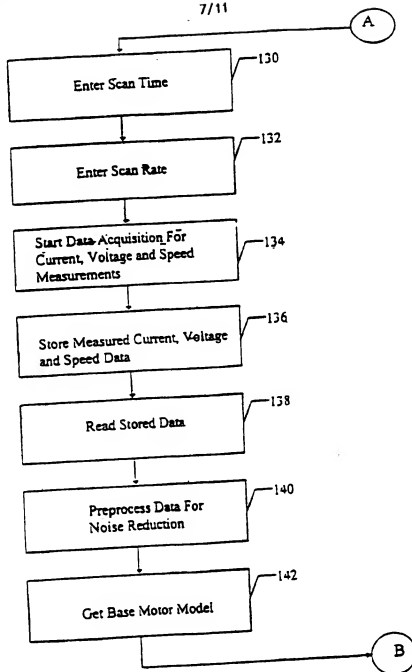 7/11
A
Enter Scan Time
130
Enter Scan Rate
132
Start Data Acquisition For
Current, Voltage and Speed
Measurements
134
Store Measured Current, Voltage
and Speed Data
136
Read Stored Data
138
Preprocess Data For
Noise Reduction
140
Get Base Motor Model
142
B